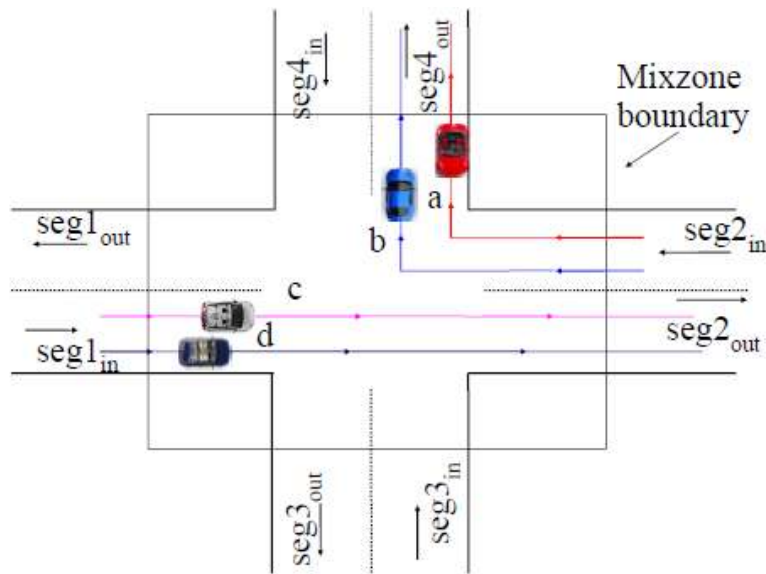 seg4in
seg4out
Mixzone
boundary
seg1out
a
seg2in
b
c
d
seg1in
seg2out
seg3out
seg3in